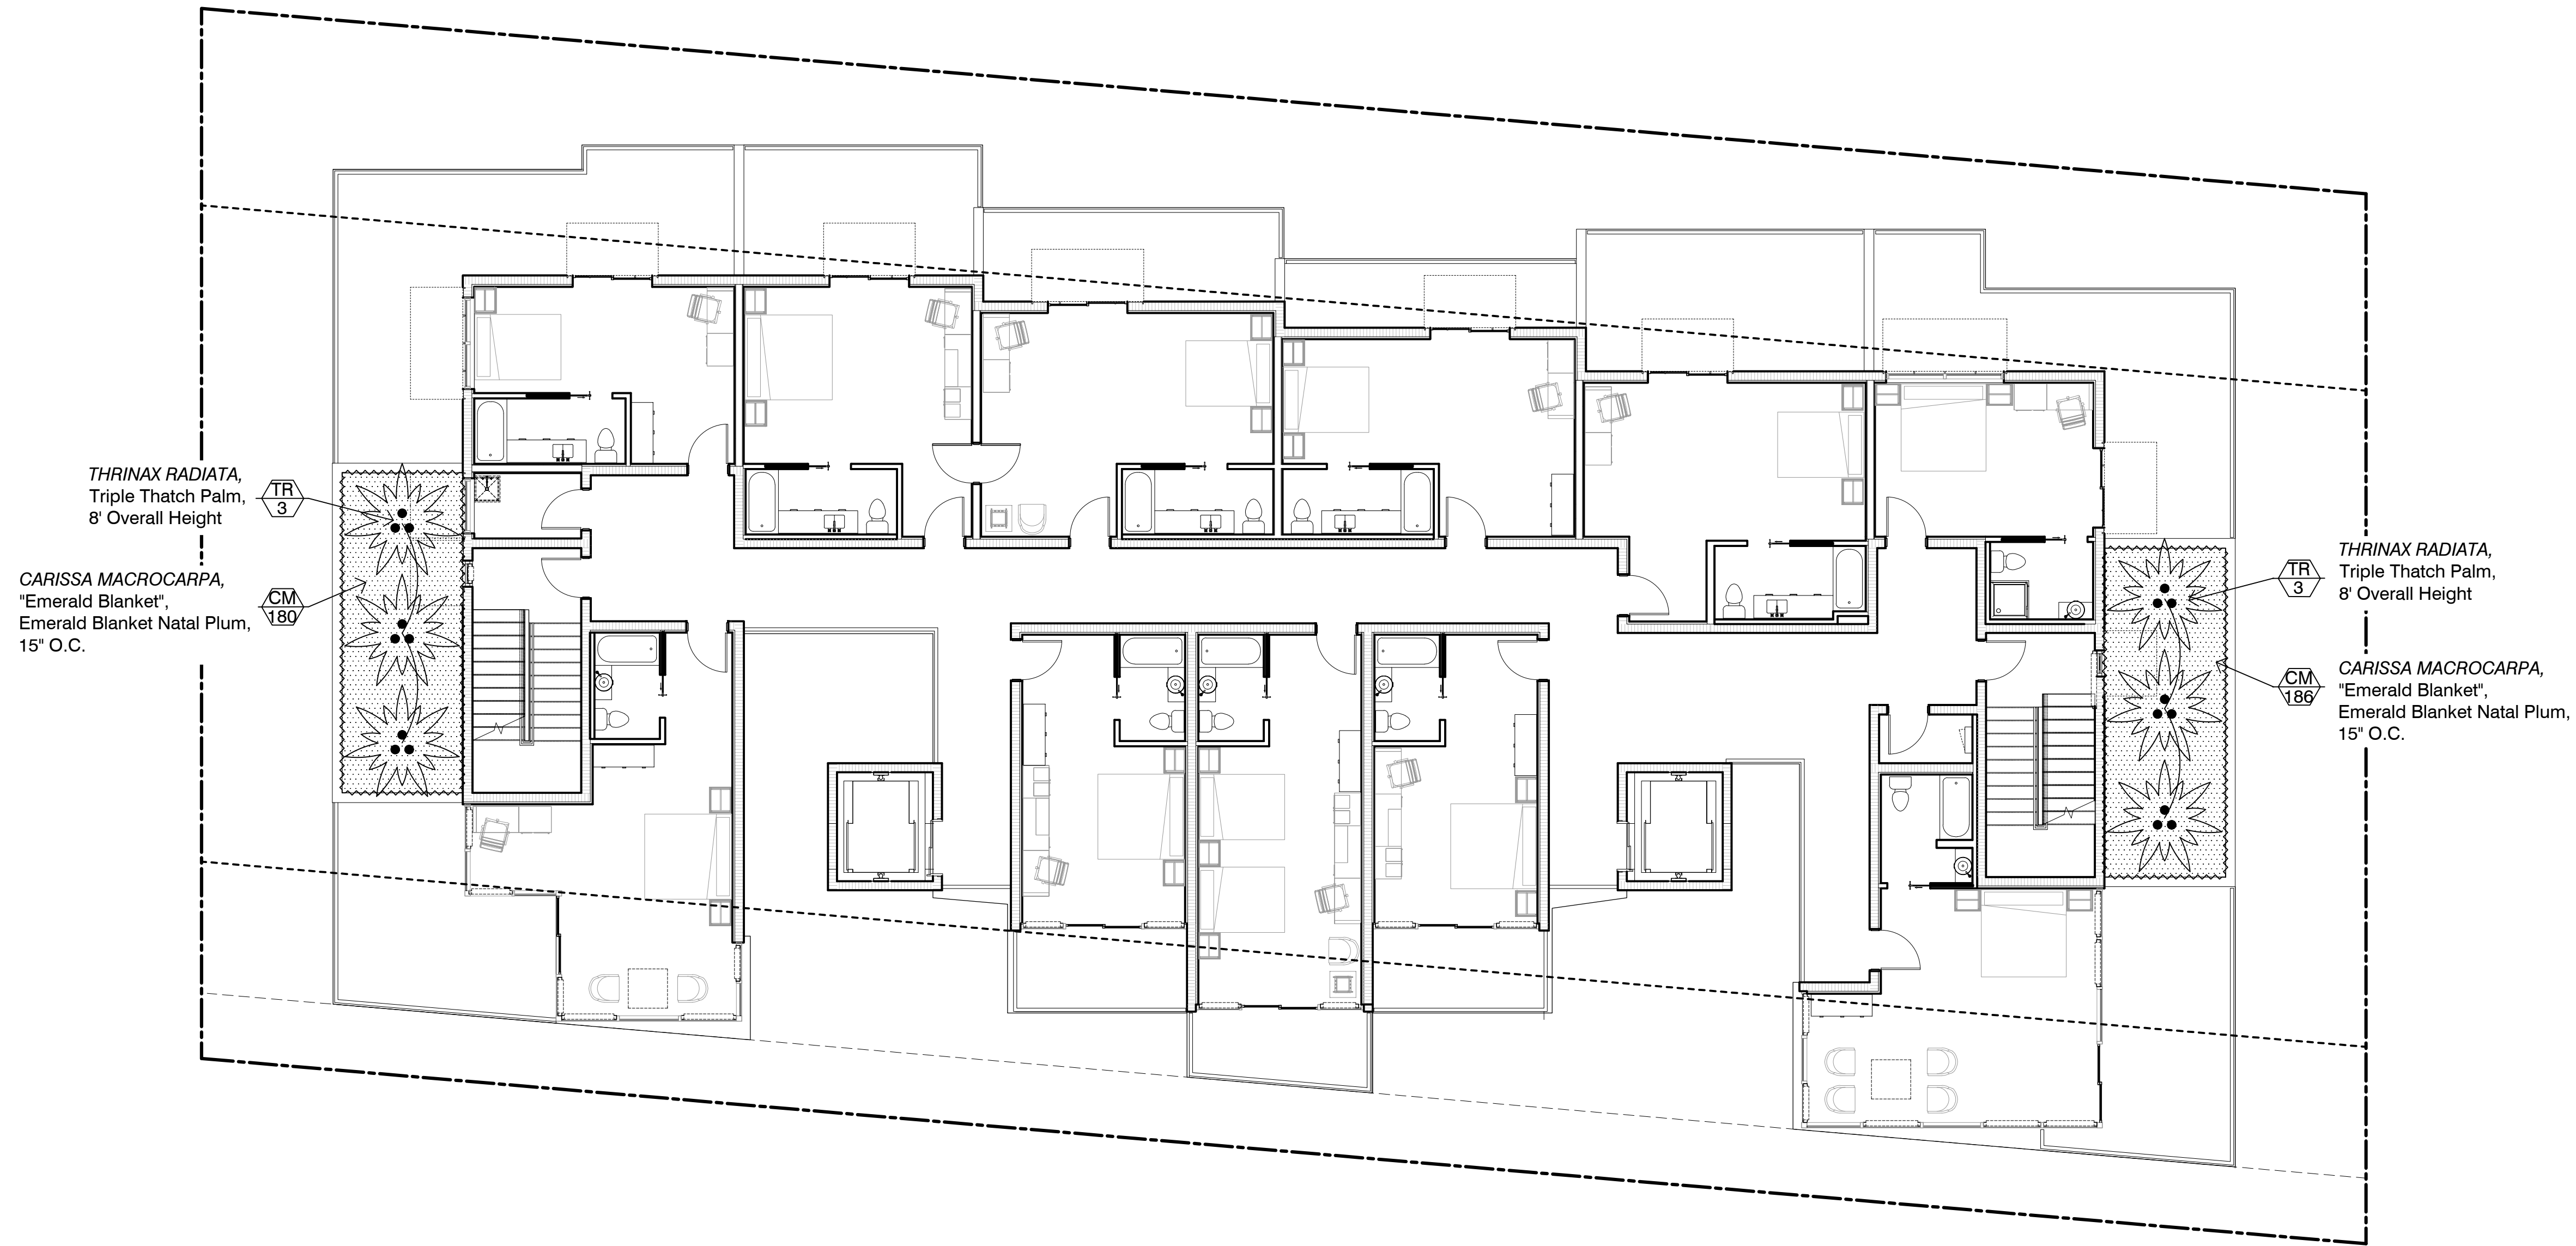 THRINAX RADIATA,
Triple Thatch Palm,
8' Overall Height
TR
3
CARISSA MACROCARPA,
"Emerald Blanket",
Emerald Blanket Natal Plum,
15" O.C.
CM
180
THRINAX RADIATA,
Triple Thatch Palm,
8' Overall Height
TR
3
CARISSA MACROCARPA,
"Emerald Blanket",
Emerald Blanket Natal Plum,
15" O.C.
CM
186